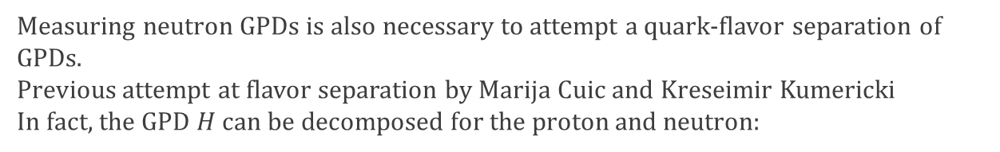 Measuring neutron GPDs is also necessary to attempt a quark-flavor separation of
GPDs.
Previous attempt at flavor separation by Marija Cuic and Kreseimir Kumericki
In fact, the GPD H can be decomposed for the proton and neutron: